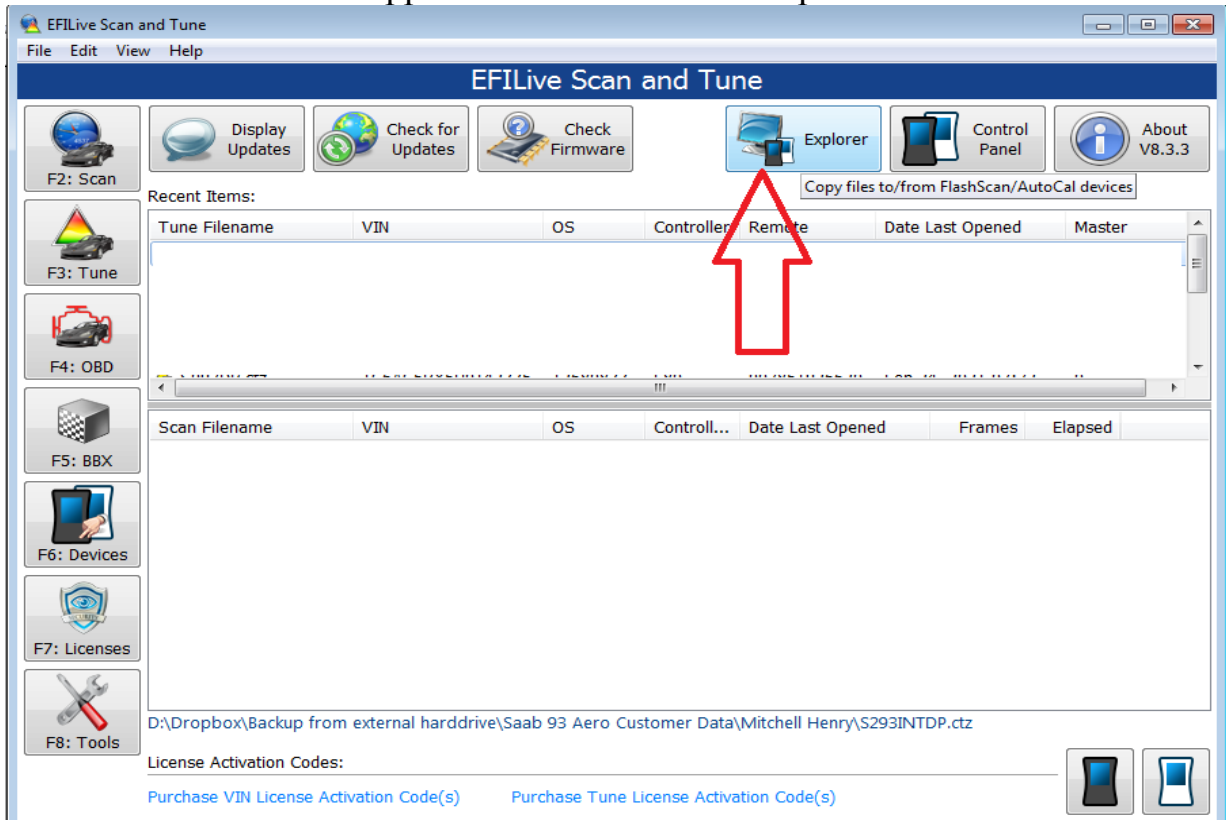 EFILive Scan and Tune
File Edit View Help
EFILive Scan and Tune
F2: Scan
Display Updates
Check for Updates
Check Firmware
Explorer
Control Panel
About V8.3.3
Copy files to/from FlashScan/AutoCal devices
Recent Items:
Tune Filename VIN OS Controller Remote Date Last Opened Master
F3: Tune
F4: OBD
Scan Filename VIN OS Controll... Date Last Opened Frames Elapsed
F5: BBX
F6: Devices
F7: Licenses
F8: Tools
D:\Dropbox\Backup from external harddrive\Saab 93 Aero Customer Data\Mitchell Henry\S293INTDP.ctz
License Activation Codes:
Purchase VIN License Activation Code(s) Purchase Tune License Activation Code(s)